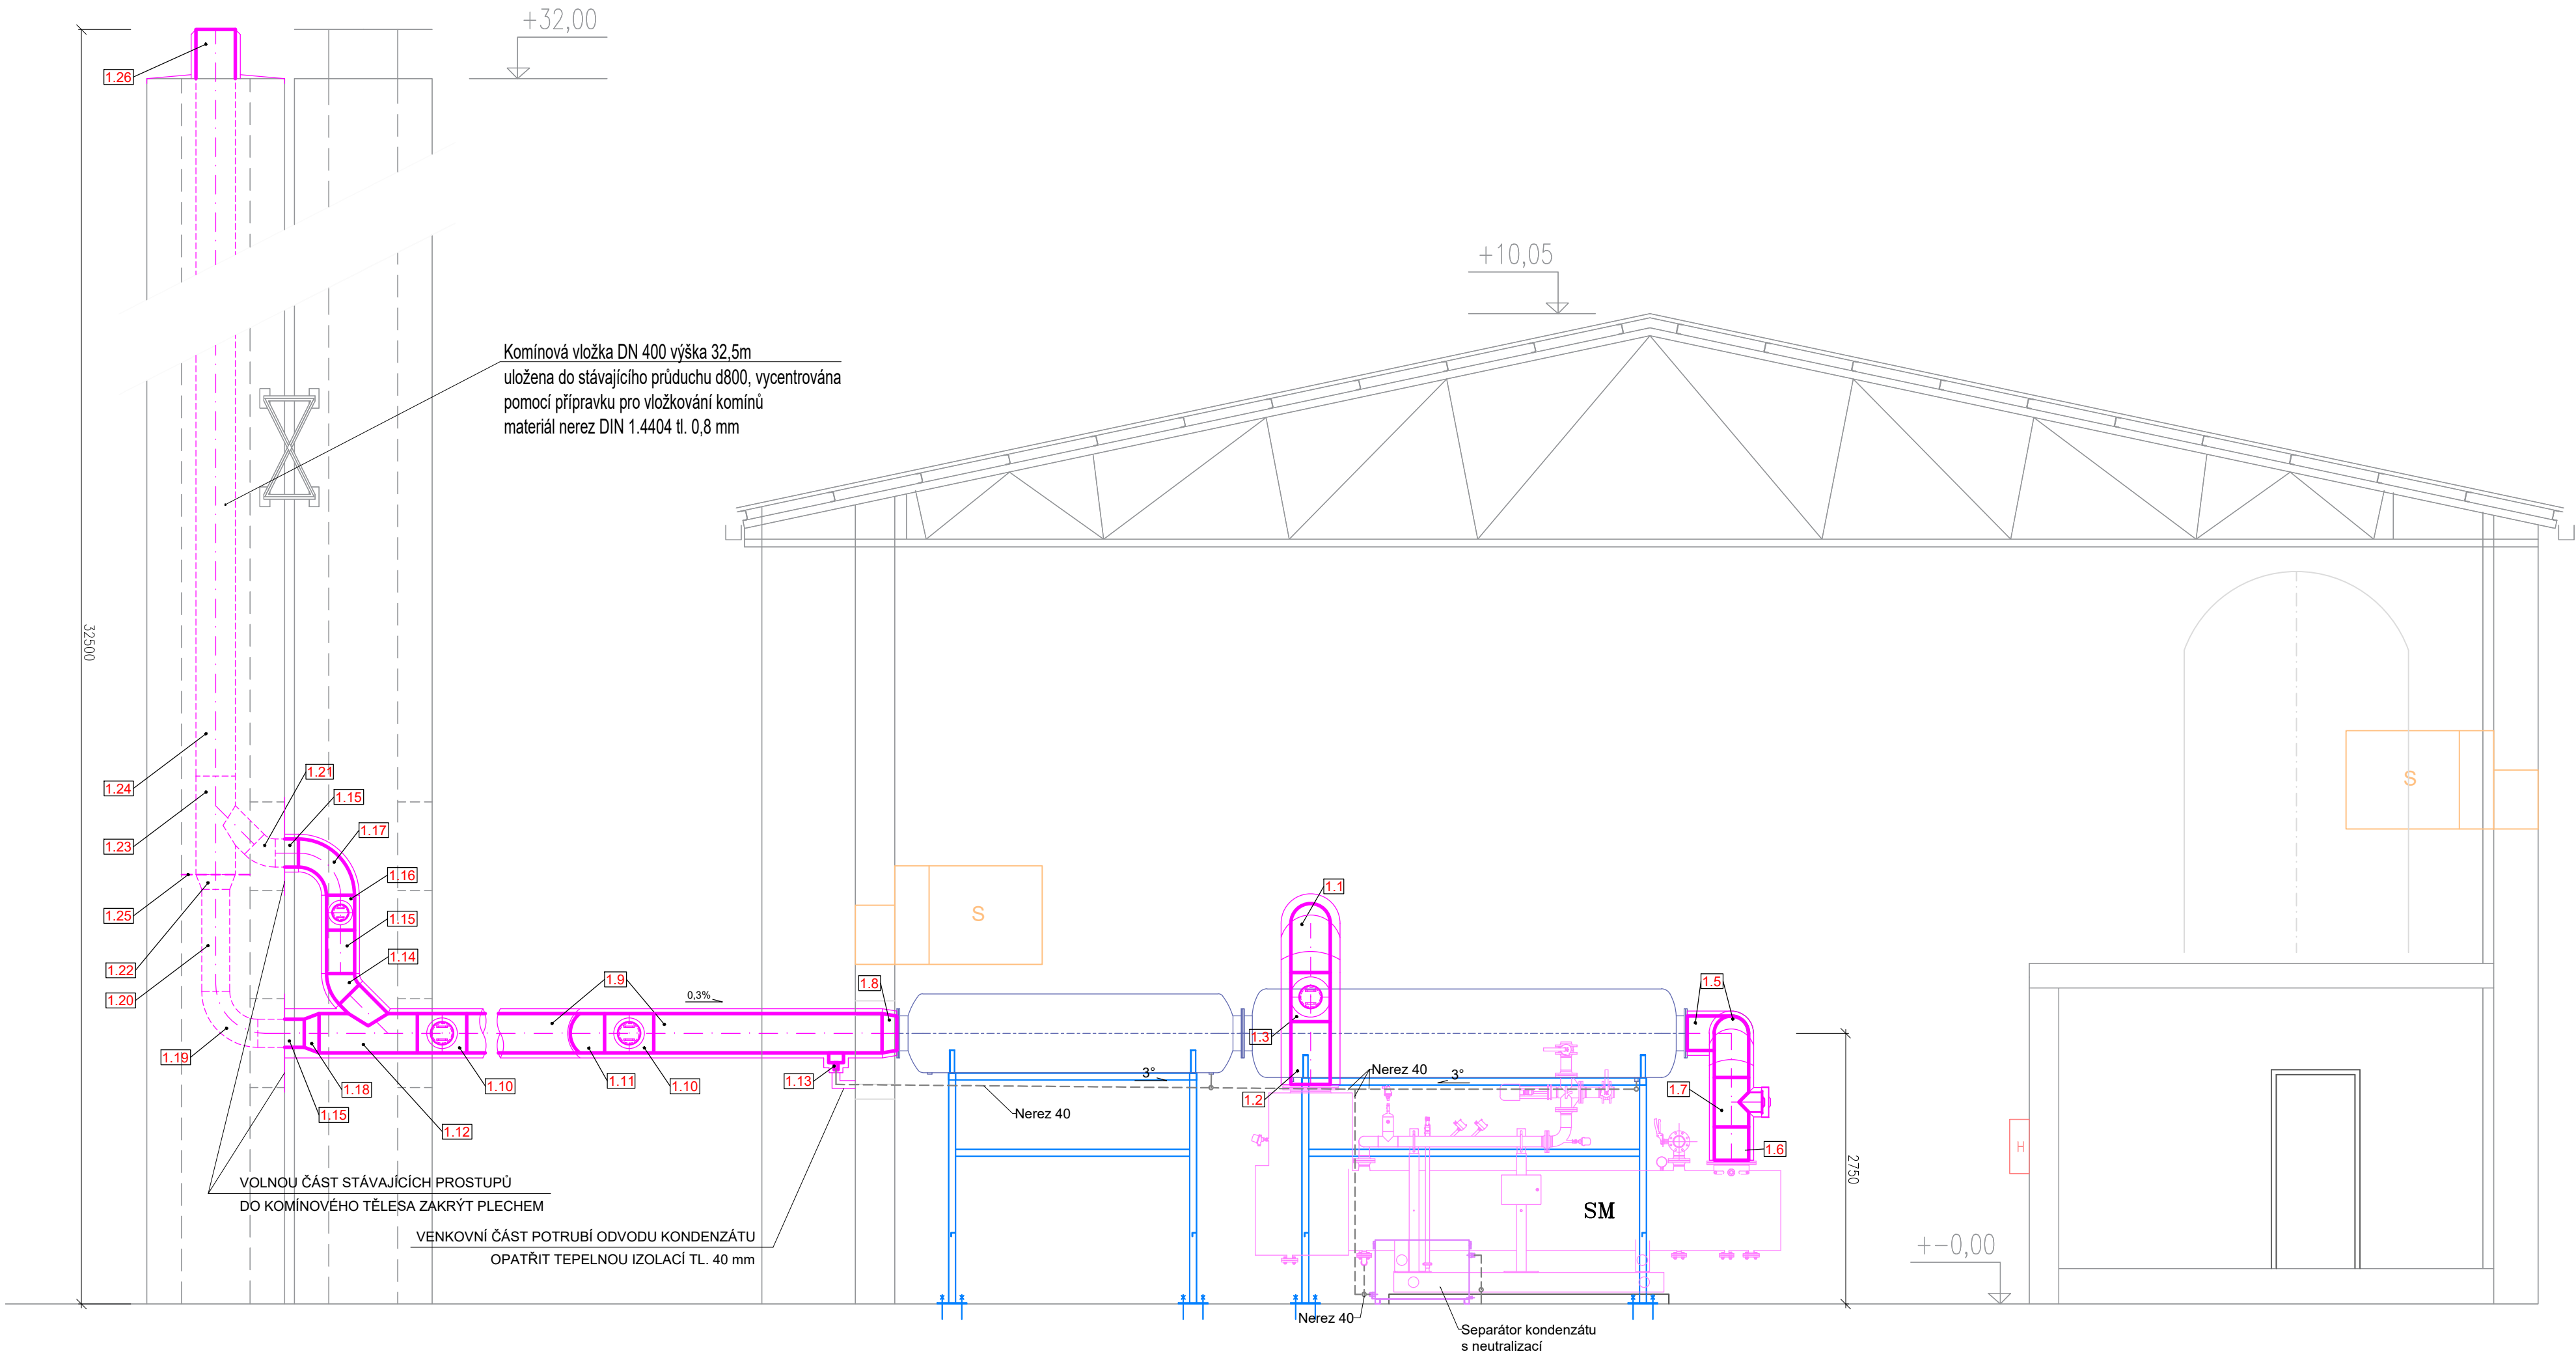 +32,00
1.26
+10,05
Komínová vložka DN 400 výška 32,5m
uložena do stávajícího průduchu d800, vycentrována
pomocí přípravku pro vložkování komínů
materiál nerez DIN 1.4404 tl. 0,8 mm
32500
1.21
1.24
1.15
S
1.17
1.23
1.16
1.1
1.25
1.15
S
1.14
1.22
1.9
1.8
1.5
1.20
0,3%
1.3
1.19
1.13
1.11
1.10
1.10
1.18
1.15
1.12
3°
Nerez 40
Nerez 40
3°
1.2
1.7
1.6
H
2750
VOLNOU ČÁST STÁVAJÍCÍCH PROSTUPŮ
DO KOMÍNOVÉHO TĚLESA ZAKRÝT PLECHEM
VENKOVNÍ ČÁST POTRUBÍ ODVODU KONDENZÁTU
OPATŘIT TEPELNOU IZOLACÍ TL. 40 mm
SM
+-0,00
Nerez 40
Separátor kondenzátu
s neutralizací